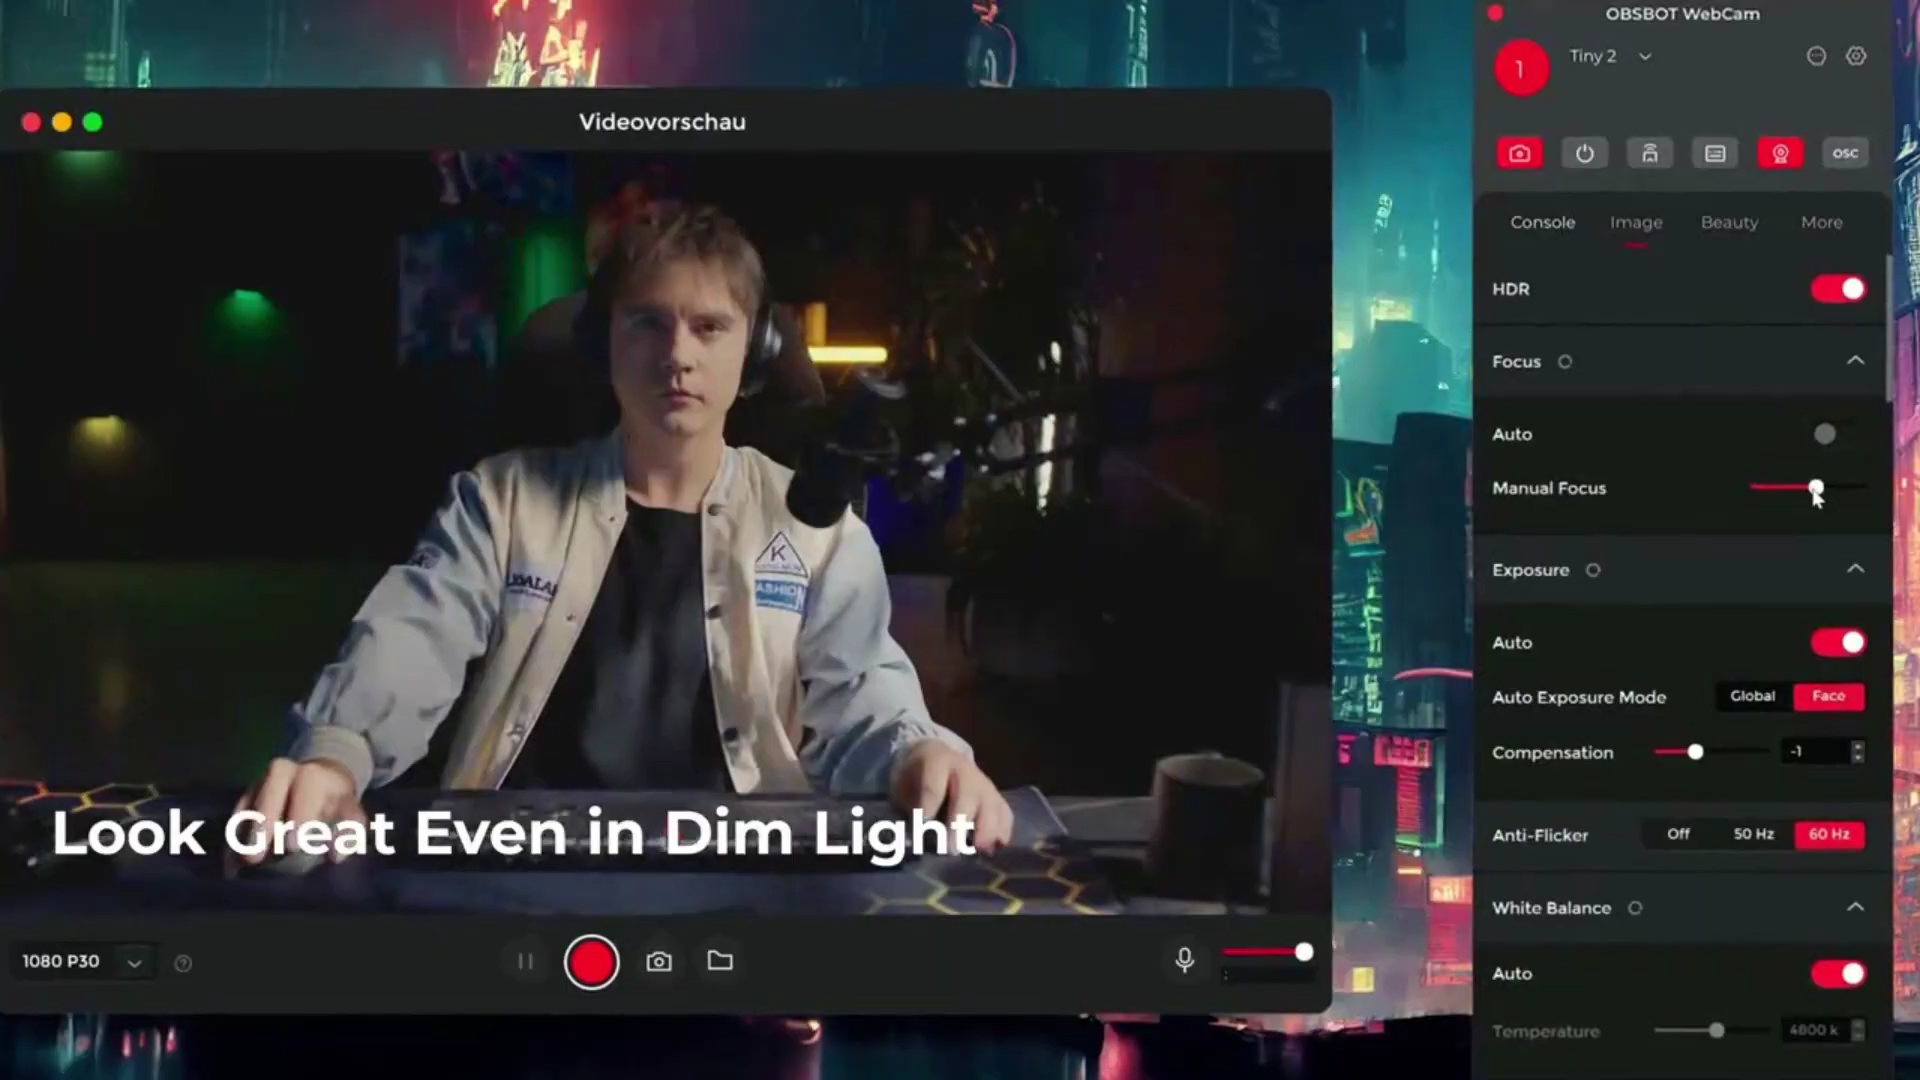 OBSBOT WebCam
1
Tiny 2
Videovorschau
OSC
Console
Image
Beauty
More
HDR
Focus
Auto
Manual Focus
Exposure
Auto
Auto Exposure Mode
Global
Face
Compensation
-1
Anti-Flicker
Off
50 Hz
60 Hz
White Balance
Auto
Temperature
4800 k
K
FASHION
Look Great Even in Dim Light
1080 P30